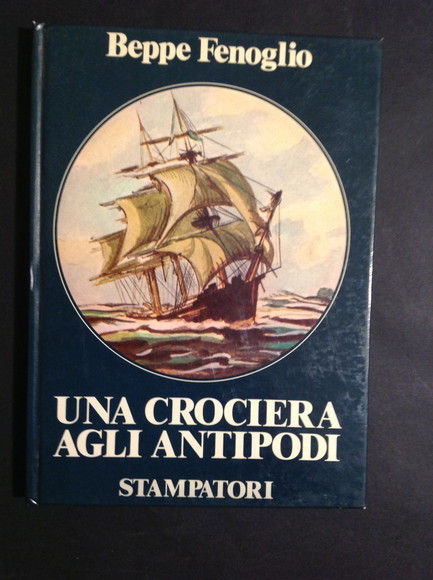 Beppe Fenoglio
UNA CROCIERA
AGLI ANTIPODI
STAMPATORI